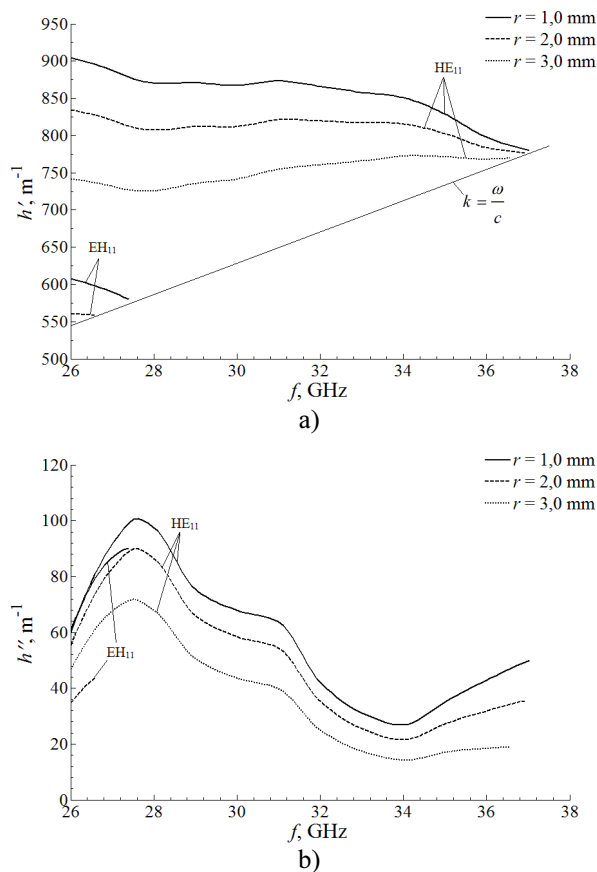 950
900
850
800
750
700
650
600
550
500
h′, m⁻¹
r = 1,0 mm
r = 2,0 mm
r = 3,0 mm
HE₁₁
EH₁₁
k = ω/c
26 28 30 32 34 36 38
f, GHz
a)
120
100
80
60
40
20
0
h″, m⁻¹
r = 1,0 mm
r = 2,0 mm
r = 3,0 mm
HE₁₁
EH₁₁
26 28 30 32 34 36 38
f, GHz
b)